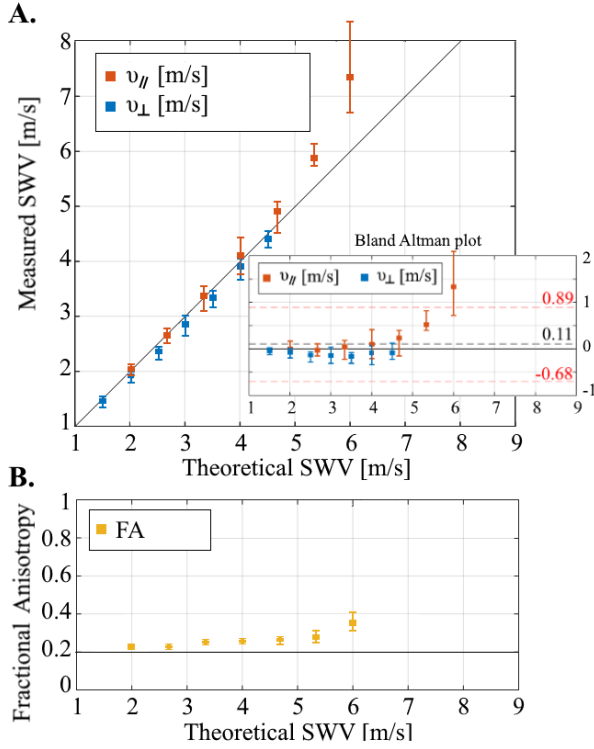 A.
Measured SWV [m/s]
8
7
6
5
4
3
2
1
υ// [m/s]
υ⊥ [m/s]
Bland Altman plot
υ// [m/s] υ⊥ [m/s]
2
1
0
-1
0.89
0.11
-0.68
1 2 3 4 5 6 7 8 9
1 2 3 4 5 6 7 8 9
Theoretical SWV [m/s]
B.
Fractional Anisotropy
1
0.8
0.6
0.4
0.2
0
FA
1 2 3 4 5 6 7 8 9
Theoretical SWV [m/s]